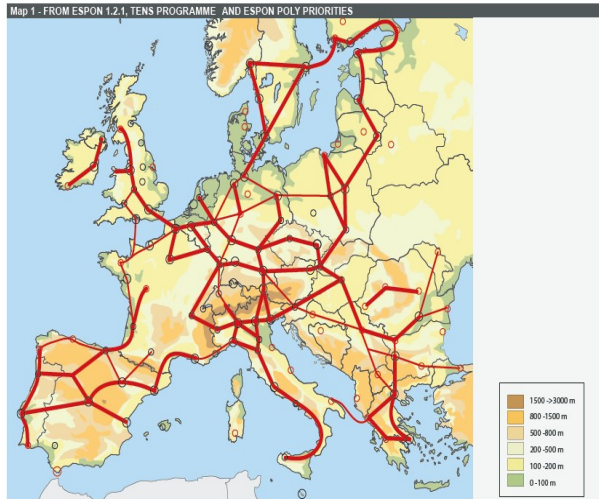 Map 1 - FROM ESPON 1.2.1, TENS PROGRAMME AND ESPON POLY PRIORITIES
1500 ->3000 m
800 -1500 m
500 -800 m
200 -500 m
100 -200 m
0 -100 m